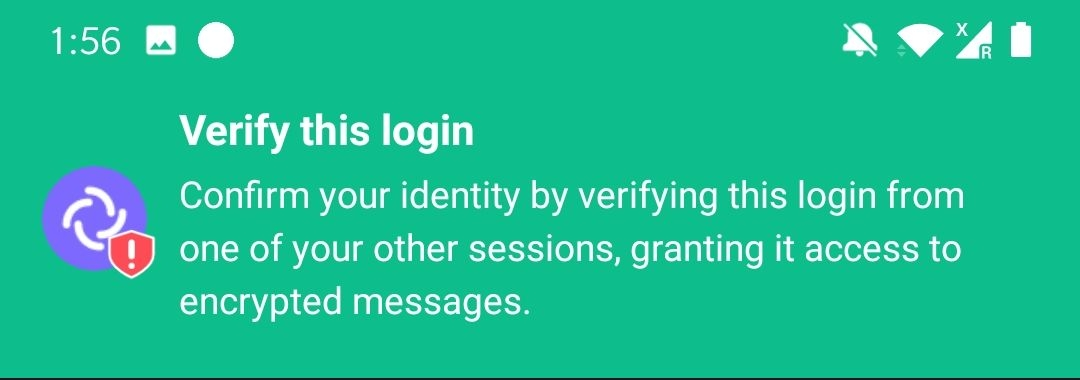 1:56
X
R
Verify this login
Confirm your identity by verifying this login from
one of your other sessions, granting it access to
encrypted messages.